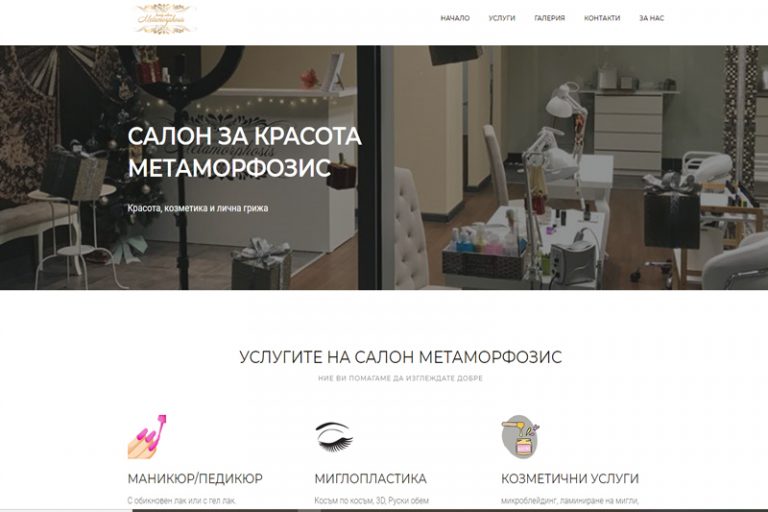 Metamorphosis
НАЧАЛО УСЛУГИ ГАЛЕРИЯ КОНТАКТИ ЗА НАС
САЛОН ЗА КРАСОТА
МЕТАМОРФОЗИС
Metamorphosis
Красота, козметика и лична грижа
УСЛУГИТЕ НА САЛОН МЕТАМОРФОЗИС
НИЕ ВИ ПОМАГАМЕ ДА ИЗГЛЕЖДАТЕ ДОБРЕ
МАНИКЮР/ПЕДИКЮР МИГЛОПЛАСТИКА КОЗМЕТИЧНИ УСЛУГИ
С обикновен лак или с гел лак. Косъм по косъм, 3D, Руски обем микроблейдинг, ламиниране на мигли,